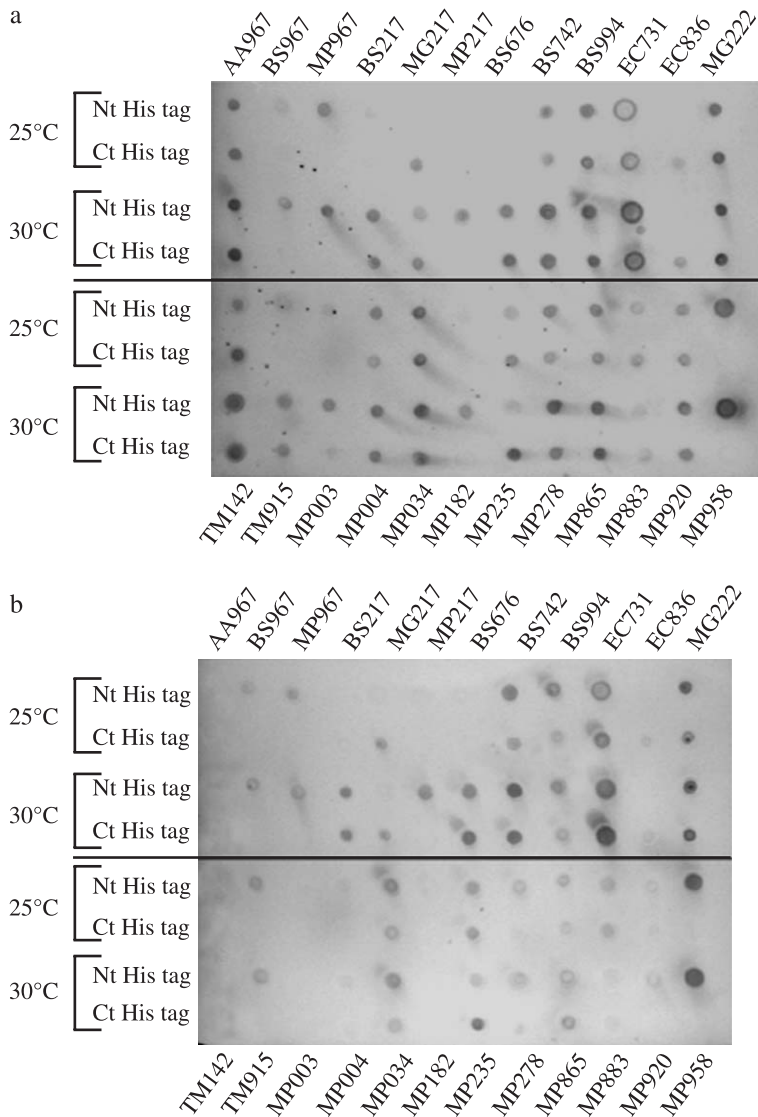 a
AA967 BS967 MP967 BS217 MG217 MP217 BS676 BS742 BS994 EC731 EC836 MG222
25°C
Nt His tag
Ct His tag
30°C
Nt His tag
Ct His tag
25°C
Nt His tag
Ct His tag
30°C
Nt His tag
Ct His tag
TM142 TM915 MP003 MP004 MP034 MP182 MP235 MP278 MP865 MP883 MP920 MP958
b
AA967 BS967 MP967 BS217 MG217 MP217 BS676 BS742 BS994 EC731 EC836 MG222
25°C
Nt His tag
Ct His tag
30°C
Nt His tag
Ct His tag
25°C
Nt His tag
Ct His tag
30°C
Nt His tag
Ct His tag
TM142 TM915 MP003 MP004 MP034 MP182 MP235 MP278 MP865 MP883 MP920 MP958